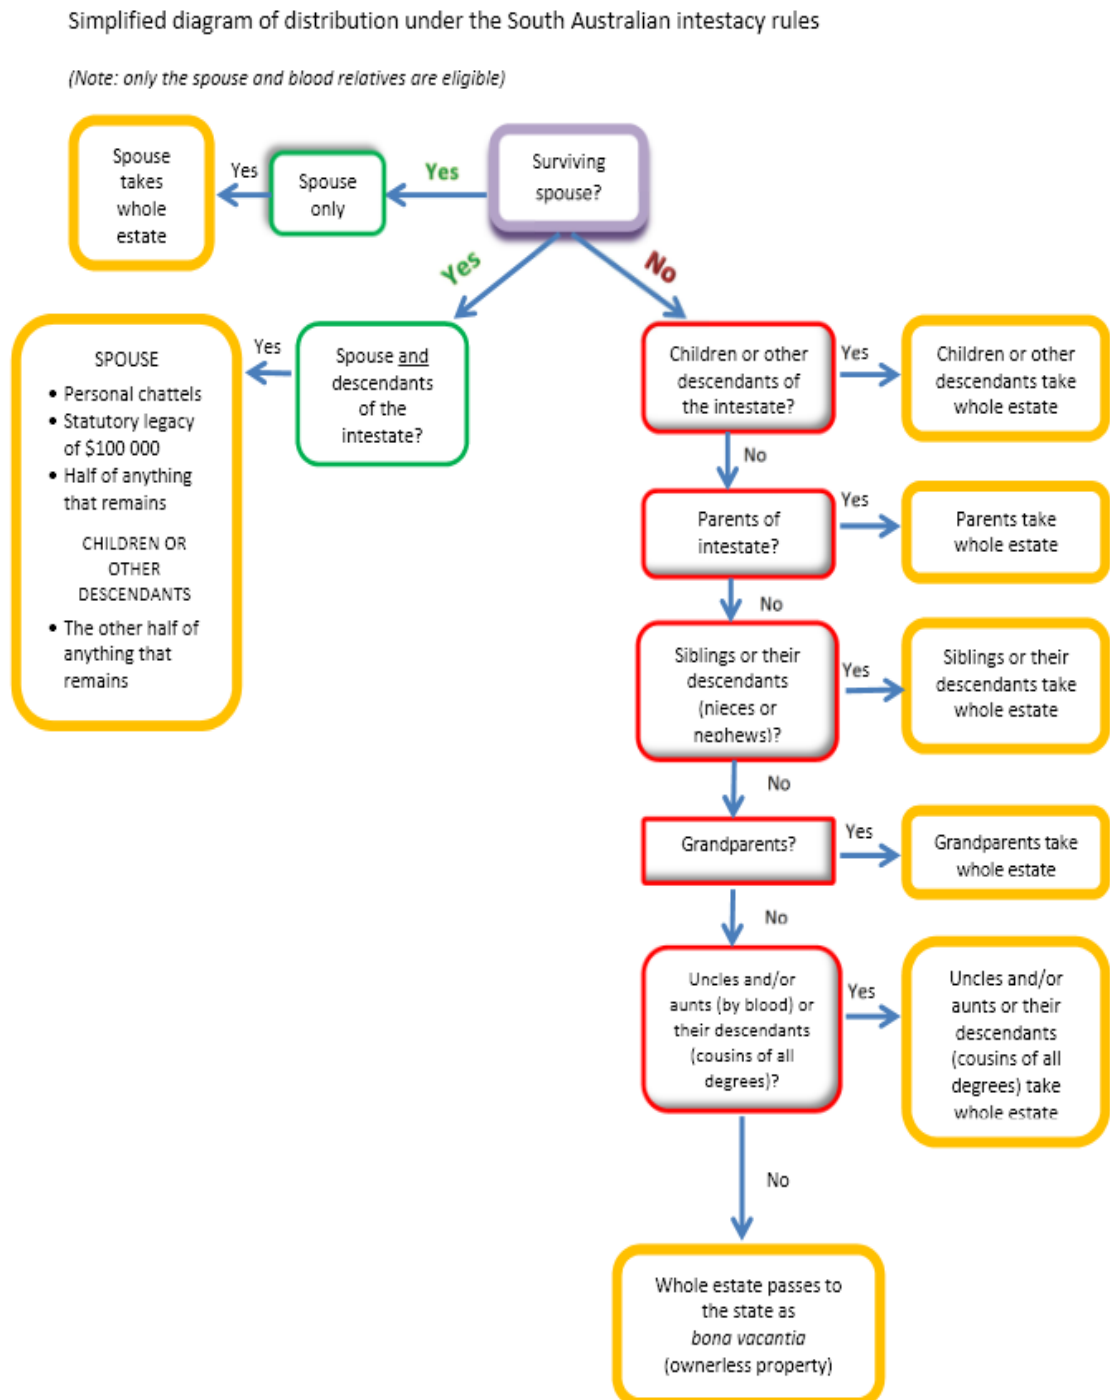 Simplified diagram of distribution under the South Australian intestacy rules
(Note: only the spouse and blood relatives are eligible)
Spouse
takes
whole
estate
Yes
Spouse
only
Yes
Surviving
spouse?
Yes
No
SPOUSE
• Personal chattels
• Statutory legacy
of $100 000
• Half of anything
that remains
CHILDREN OR
OTHER
DESCENDANTS
• The other half of
anything that
remains
Yes
Spouse and
descendants
of the
intestate?
Children or other
descendants of
the intestate?
Yes
Children or other
descendants take
whole estate
No
Parents of
intestate?
Yes
Parents take
whole estate
No
Siblings or their
descendants
(nieces or
nephews)?
Yes
Siblings or their
descendants take
whole estate
No
Grandparents?
Yes
Grandparents take
whole estate
No
Uncles and/or
aunts (by blood) or
their descendants
(cousins of all
degrees)?
Yes
Uncles and/or
aunts or their
descendants
(cousins of all
degrees) take
whole estate
No
Whole estate passes to
the state as
bona vacantia
(ownerless property)